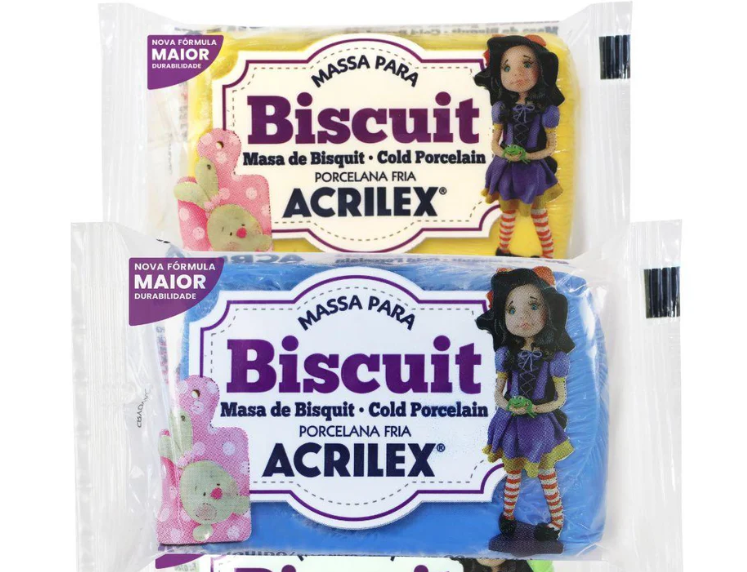 NOVA FÓRMULA
MAIOR
DURABILIDADE
MASSA PARA
Biscuit
Masa de Bisquit · Cold Porcelain
PORCELANA FRIA
ACRILEX®
NOVA FÓRMULA
MAIOR
DURABILIDADE
MASSA PARA
Biscuit
Masa de Bisquit · Cold Porcelain
PORCELANA FRIA
ACRILEX®